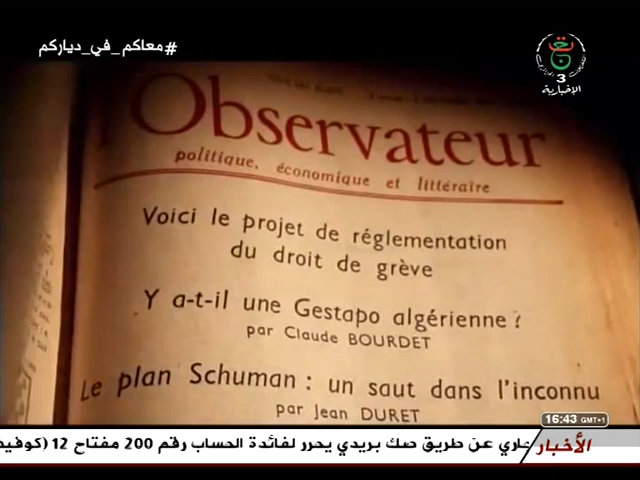 #معاكم_في_دياركم
3
الإخبارية
l'Observateur
politique, économique et littéraire
Voici le projet de réglementation
du droit de grève
Y a-t-il une Gestapo algérienne ?
par Claude BOURDET
Le plan Schuman : un saut dans l'inconnu
par Jean DURET
16:43 GMT+1
الأخبار
عن طريق صك بريدي يحرر لفائدة الحساب رقم 200 مفتاح 12